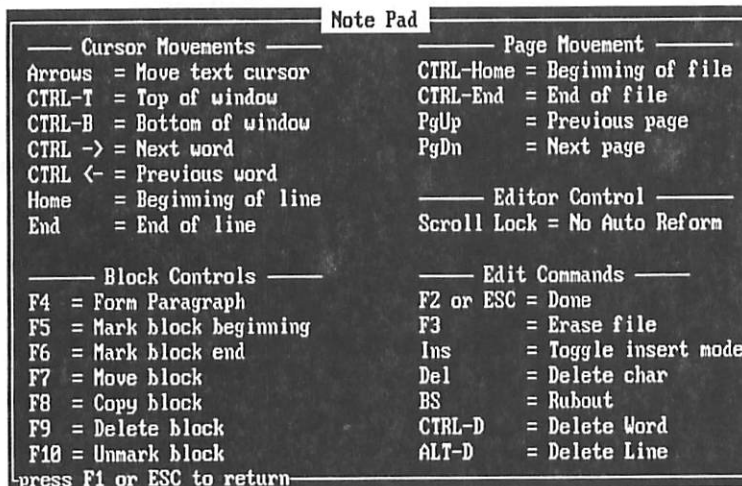 Note Pad
Cursor Movements
Arrows = Move text cursor
CTRL-T = Top of window
CTRL-B = Bottom of window
CTRL -> = Next word
CTRL <- = Previous word
Home = Beginning of line
End = End of line
Page Movement
CTRL-Home = Beginning of file
CTRL-End = End of file
PgUp = Previous page
PgDn = Next page
Editor Control
Scroll Lock = No Auto Reform
Block Controls
F4 = Form Paragraph
F5 = Mark block beginning
F6 = Mark block end
F7 = Move block
F8 = Copy block
F9 = Delete block
F10 = Unmark block
Edit Commands
F2 or ESC = Done
F3 = Erase file
Ins = Toggle insert mode
Del = Delete char
BS = Rubout
CTRL-D = Delete Word
ALT-D = Delete Line
press F1 or ESC to return